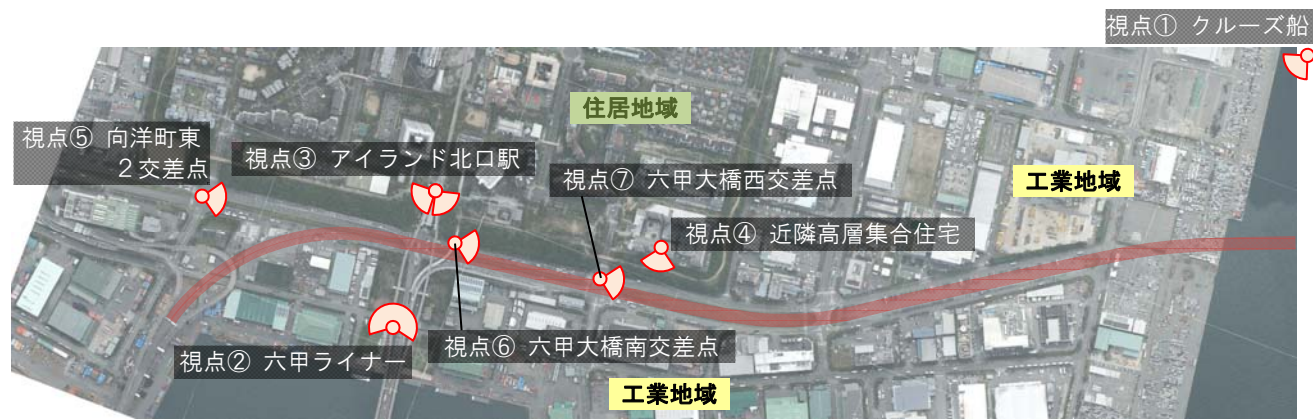 視点① クルーズ船
住居地域
視点⑤ 向洋町東
２交差点
視点③ アイランド北口駅
視点⑦ 六甲大橋西交差点
工業地域
視点④ 近隣高層集合住宅
視点⑥ 六甲大橋南交差点
視点② 六甲ライナー
工業地域